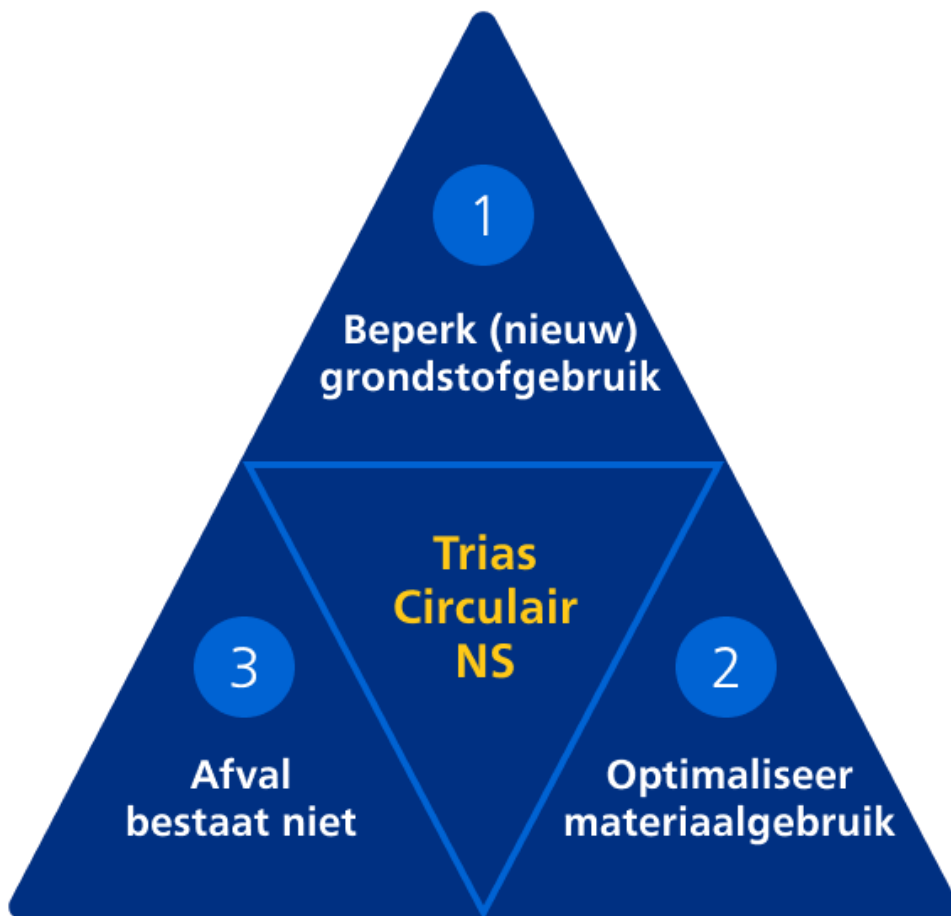 1
Beperk (nieuw)
grondstofgebruik
Trias
Circulair
NS
3
Afval
bestaat niet
2
Optimaliseer
materiaalgebruik